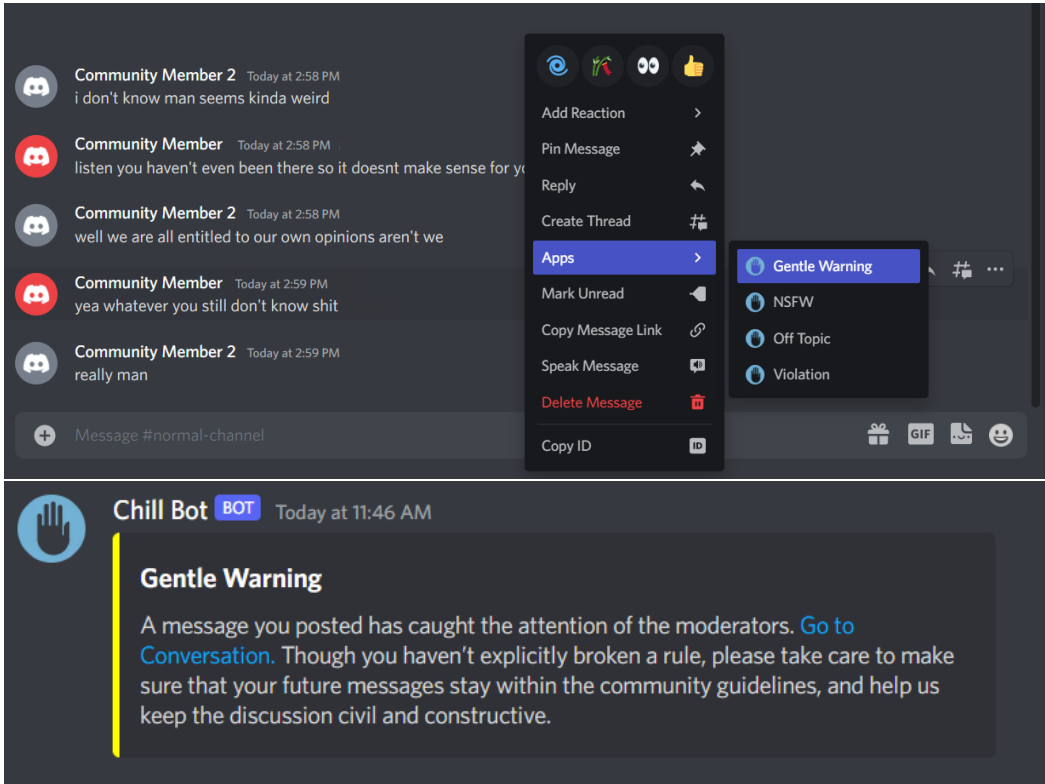 Community Member 2 Today at 2:58 PM
i don't know man seems kinda weird
Community Member Today at 2:58 PM
listen you haven't even been there so it doesnt make sense for
Community Member 2 Today at 2:58 PM
well we are all entitled to our own opinions aren't we
Community Member Today at 2:59 PM
yea whatever you still don't know shit
Community Member 2 Today at 2:59 PM
really man
Message #normal-channel
GIF
Add Reaction
Pin Message
Reply
Create Thread
Apps
Mark Unread
Copy Message Link
Speak Message
Delete Message
Copy ID
ID
Gentle Warning
NSFW
Off Topic
Violation
Chill Bot BOT Today at 11:46 AM
Gentle Warning
A message you posted has caught the attention of the moderators. Go to
Conversation. Though you haven't explicitly broken a rule, please take care to make
sure that your future messages stay within the community guidelines, and help us
keep the discussion civil and constructive.